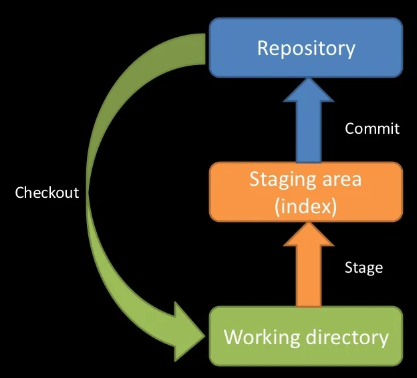 Repository
Commit
Staging area
(index)
Checkout
Stage
Working directory